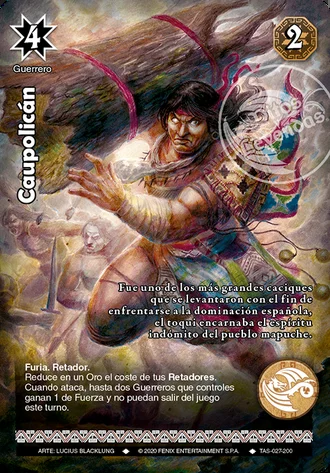 4
2
Guerrero
Caupolicán
MITOS
LEYENDAS
Fue uno de los más grandes caciques
que se levantaron con el fin de
enfrentarse a la dominación española,
el toqui encarnaba el espíritu
indómito del pueblo mapuche.
Furia. Retador.
Reduce en un Oro el coste de tus Retadores.
Cuando ataca, hasta dos Guerreros que controles
ganan 1 de Fuerza y no puedan salir del juego
este turno.
ARTE: LUCIUS BLACKLUNG ◆ © 2020 FENIX ENTERTAINMENT S.P.A. ◆ TAS-027-200